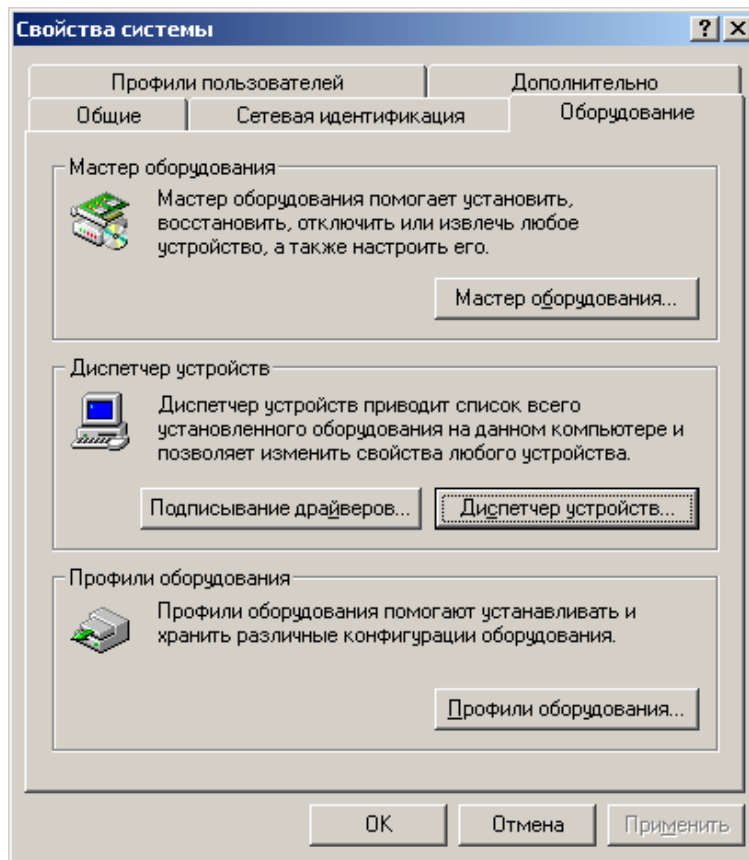 Свойства системы
Профили пользователей
Дополнительно
Общие
Сетевая идентификация
Оборудование
Мастер оборудования
Мастер оборудования помогает установить,
восстановить, отключить или извлечь любое
устройство, а также настроить его.
Мастер оборудования...
Диспетчер устройств
Диспетчер устройств приводит список всего
установленного оборудования на данном компьютере и
позволяет изменить свойства любого устройства.
Подписывание драйверов...
Диспетчер устройств...
Профили оборудования
Профили оборудования помогают устанавливать и
хранить различные конфигурации оборудования.
Профили оборудования...
OK
Отмена
Применить